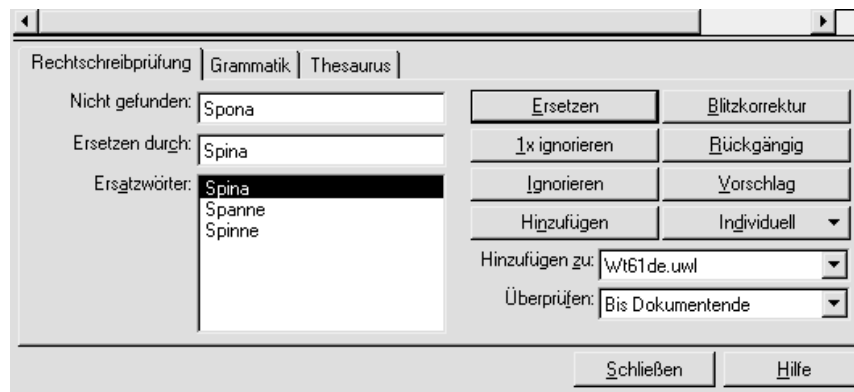 Rechtschreibprüfung Grammatik Thesaurus
Nicht gefunden: Spona
Ersetzen durch: Spina
Ersatzwörter: Spina
Spanne
Spinne
Ersetzen Blitzkorrektur
1x ignorieren Rückgängig
Ignorieren Vorschlag
Hinzufügen Individuell
Hinzufügen zu: Wt61de.uwl
Überprüfen: Bis Dokumentende
Schließen Hilfe